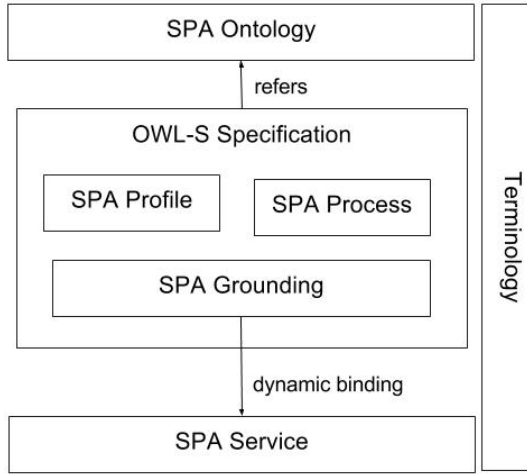 SPA Ontology
refers
OWL-S Specification
SPA Profile
SPA Process
SPA Grounding
dynamic binding
SPA Service
Terminology